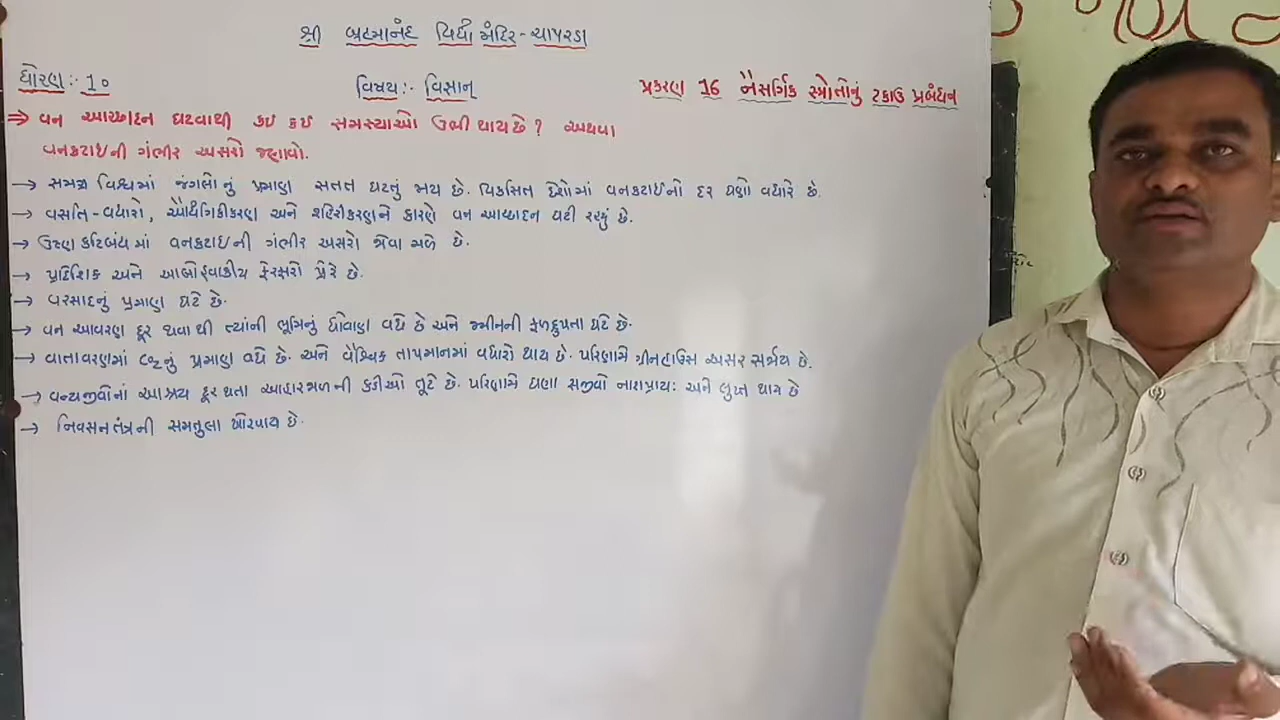 શ્રી બ્રહ્માનંદ વિદ્યા મંદિર - ચાપરડા
ધોરણ :- 10
વિષય :- વિજ્ઞાન
પ્રકરણ 16 નૈસર્ગિક સ્ત્રોતોનું ટકાઉ પ્રબંધન
⇒ વન આચ્છાદન ઘટવાથી કઈ કઈ સમસ્યાઓ ઉભી થાય છે ? અથવા
વનકટાઈની ગંભીર અસરો જણાવો.
→ સમગ્ર વિશ્વમાં જંગલોનું પ્રમાણ સતત ઘટતું જાય છે. વિકસિત દેશોમાં વનકટાઈનો દર ઘણો વધારે છે.
→ વસતિ-વધારો, ઔદ્યોગિકીકરણ અને શહેરીકરણને કારણે વન આચ્છાદન ઘટી રહ્યું છે.
→ ઉષ્ણ કટિબંધમાં વનકટાઈની ગંભીર અસરો જોવા મળે છે.
→ પ્રાદેશિક અને આબોહવાકીય ફેરફારો પ્રેરે છે.
→ વરસાદનું પ્રમાણ ઘટે છે.
→ વન આવરણ દૂર થવાથી ત્યાંની ભૂમિનું ધોવાણ વધે છે અને જમીનની ફળદ્રુપતા ઘટે છે.
→ વાતાવરણમાં CO₂નું પ્રમાણ વધે છે. અને વૈશ્વિક તાપમાનમાં વધારો થાય છે. પરિણામે ગ્રીનહાઉસ અસર સર્જાય છે.
→ વન્યજીવોનાં આશ્રય દૂર થતા આહારજાળની કડીઓ તૂટે છે. પરિણામે ઘણા સજીવો નાશપ્રાયઃ અને લુપ્ત થાય છે
→ નિવસનતંત્રની સમતુલા ખોરવાય છે.